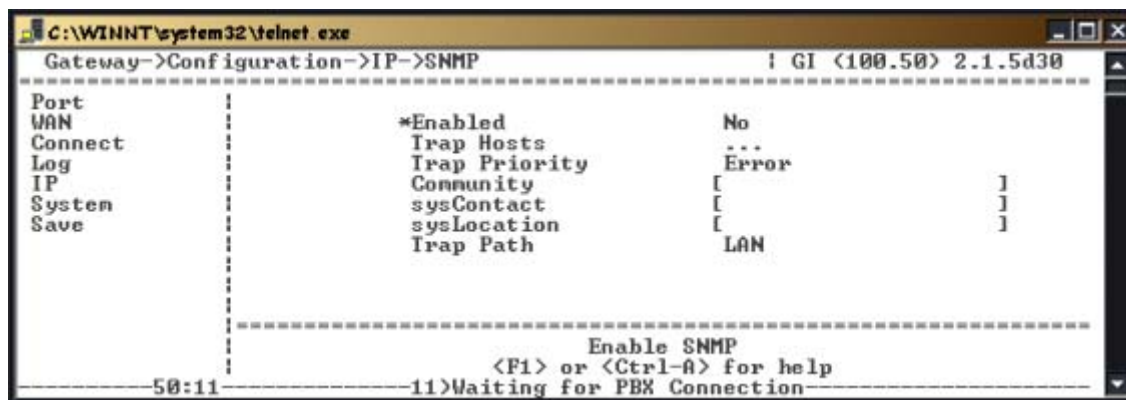 C:\WINNT\system32\telnet.exe
Gateway->Configuration->IP->SNMP | GI <100.50> 2.1.5d30
Port
WAN *Enabled No
Connect Trap Hosts ...
Log Trap Priority Error
IP Community [ ]
System sysContact [ ]
Save sysLocation [ ]
Trap Path LAN
Enable SNMP
<F1> or <Ctrl-A> for help
50:11 11)Waiting for PBX Connection